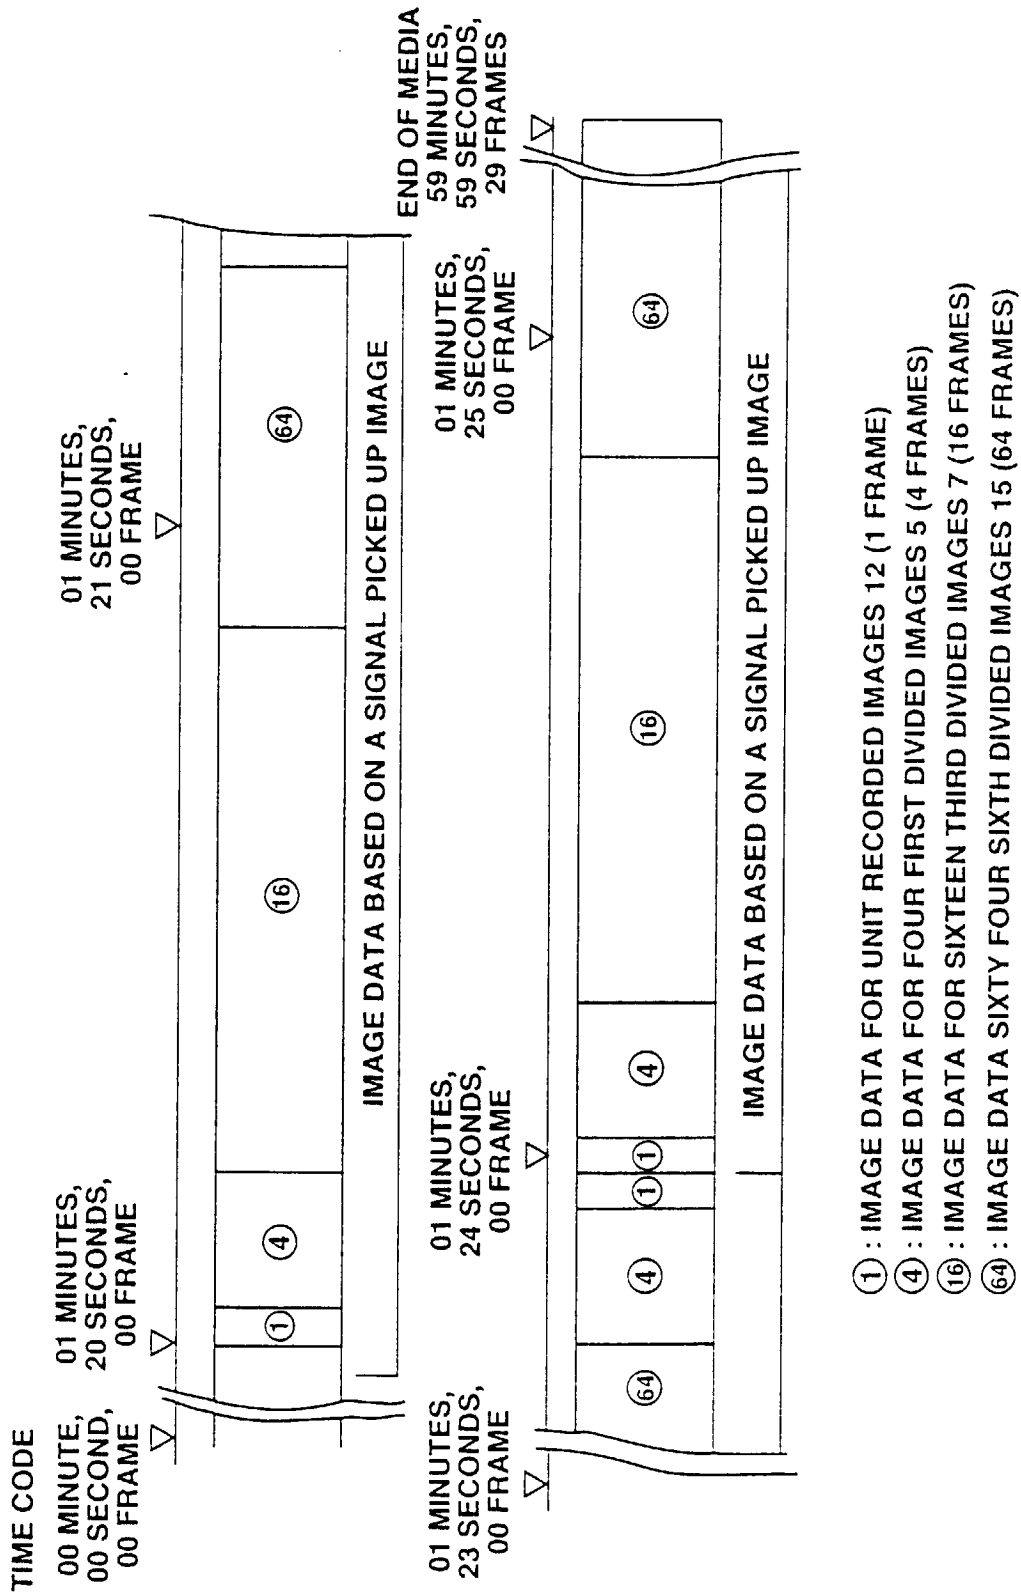 TIME CODE
00 MINUTE,
00 SECOND,
00 FRAME
01 MINUTES,
20 SECONDS,
00 FRAME
01 MINUTES,
21 SECONDS,
00 FRAME
1
4
16
64
IMAGE DATA BASED ON A SIGNAL PICKED UP IMAGE
01 MINUTES,
23 SECONDS,
00 FRAME
01 MINUTES,
24 SECONDS,
00 FRAME
01 MINUTES,
25 SECONDS,
00 FRAME
END OF MEDIA
59 MINUTES,
59 SECONDS,
29 FRAMES
64
4
1
1
4
16
64
IMAGE DATA BASED ON A SIGNAL PICKED UP IMAGE
1 : IMAGE DATA FOR UNIT RECORDED IMAGES 12 (1 FRAME)
4 : IMAGE DATA FOR FOUR FIRST DIVIDED IMAGES 5 (4 FRAMES)
16 : IMAGE DATA FOR SIXTEEN THIRD DIVIDED IMAGES 7 (16 FRAMES)
64 : IMAGE DATA SIXTY FOUR SIXTH DIVIDED IMAGES 15 (64 FRAMES)